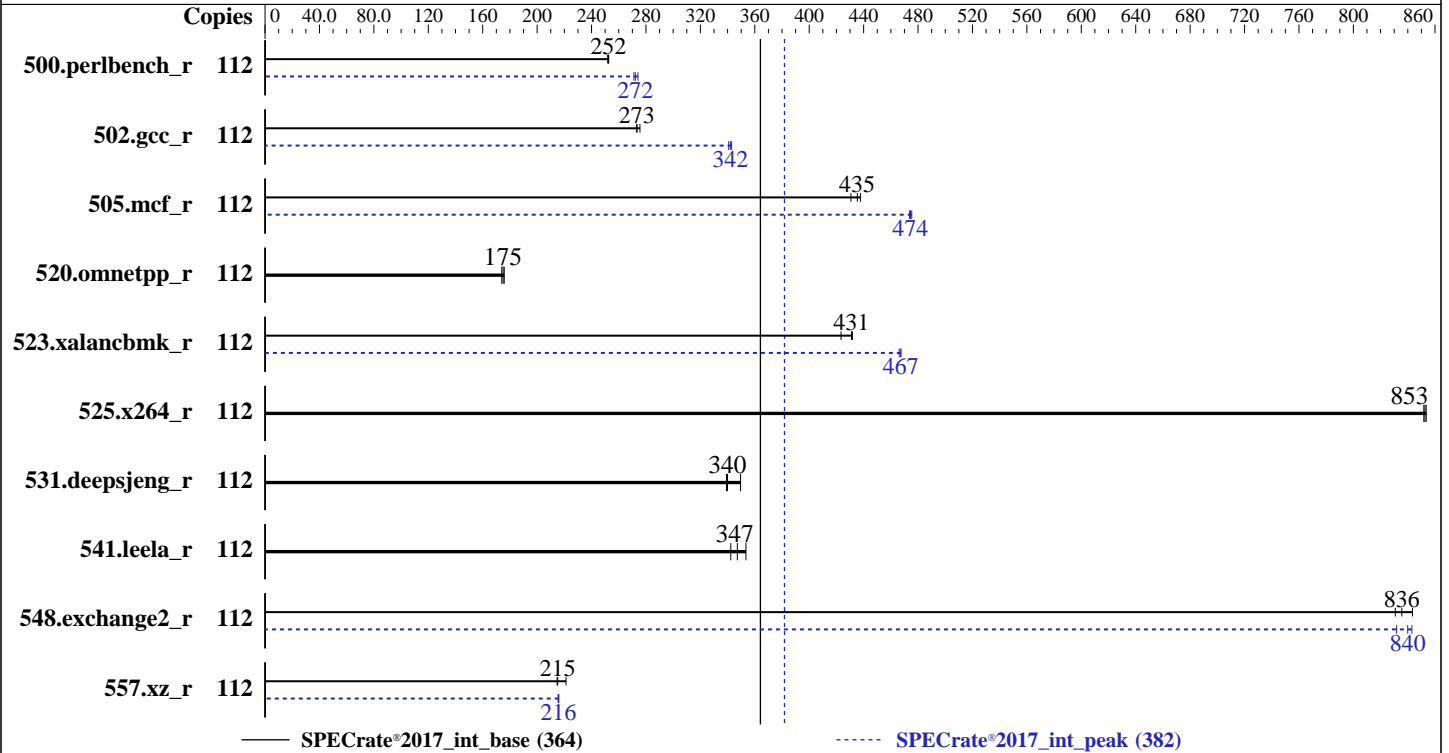 Copies 0 40.0 80.0 120 160 200 240 280 320 360 400 440 480 520 560 600 640 680 720 760 800 860
252
500.perlbench_r 112
272
273
502.gcc_r 112
342
435
505.mcf_r 112
474
175
520.omnetpp_r 112
431
523.xalancbmk_r 112
467
853
525.x264_r 112
340
531.deepsjeng_r 112
347
541.leela_r 112
836
548.exchange2_r 112
840
215
557.xz_r 112
216
SPECrate®2017_int_base (364) SPECrate®2017_int_peak (382)